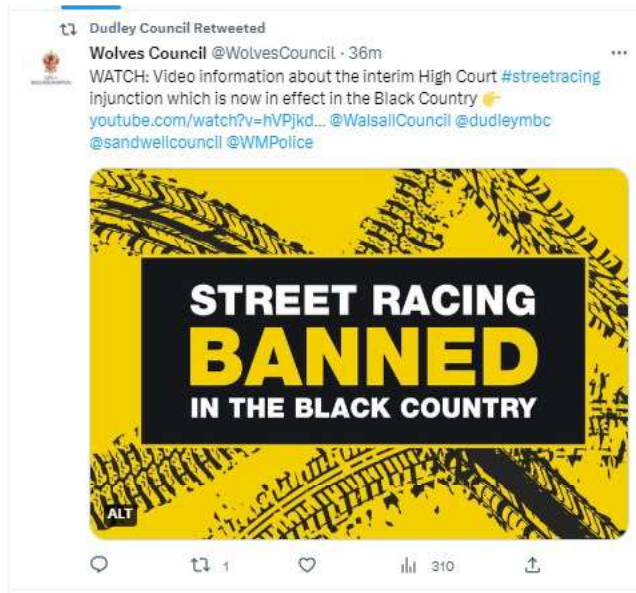 Dudley Council Retweeted
Wolves Council @WolvesCouncil · 36m
WATCH: Video information about the interim High Court #streetracing
injunction which is now in effect in the Black Country 👉
youtube.com/watch?v=hVPjkd... @WalsallCouncil @dudleymbc
@sandwellcouncil @WMPolice
STREET RACING
BANNED
IN THE BLACK COUNTRY
ALT
1
310